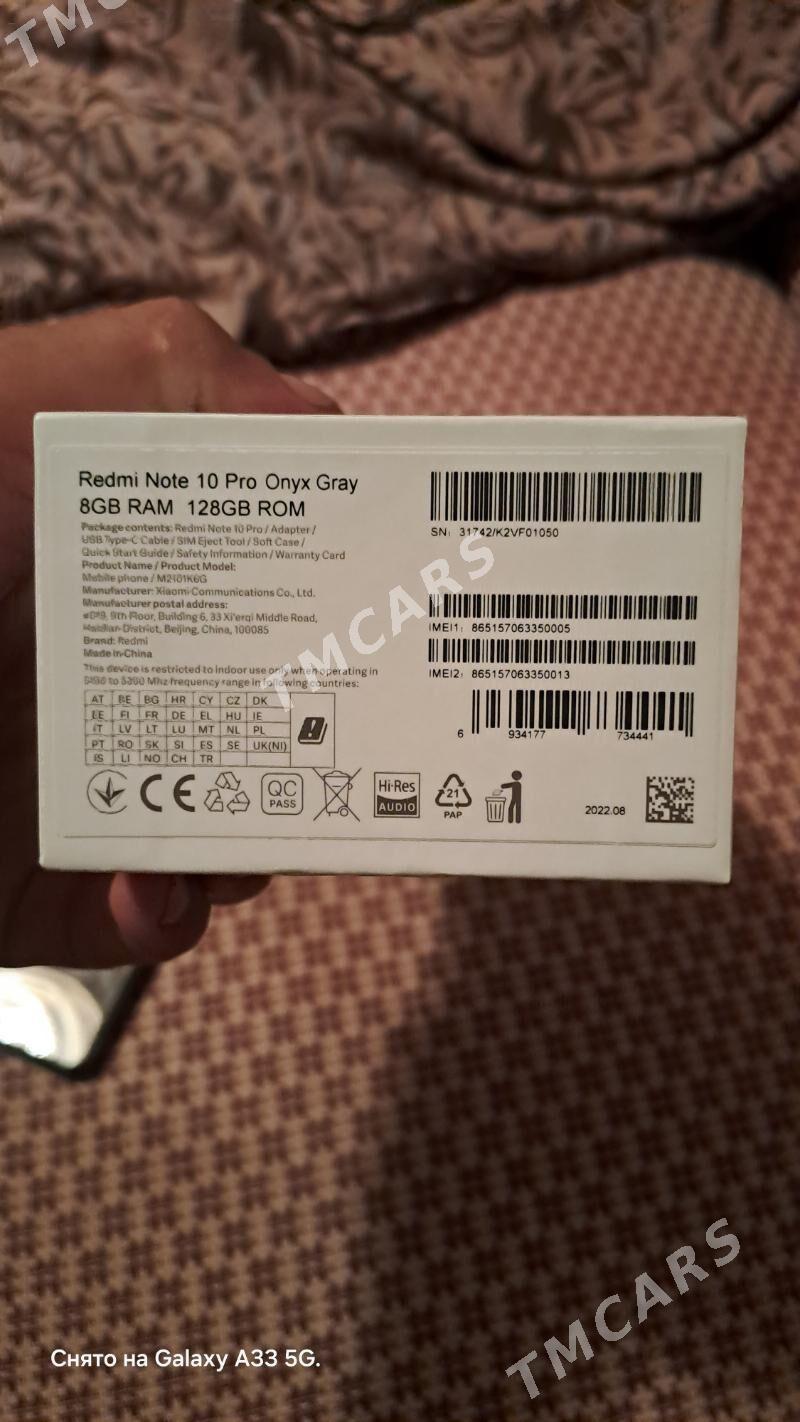 TMCARS
Redmi Note 10 Pro Onyx Gray
8GB RAM 128GB ROM
Package contents: Redmi Note 10 Pro / Adapter /
USB Type-C Cable / SIM Eject Tool / Soft Case /
Quick Start Guide / Safety Information / Warranty Card
Product Name / Product Model:
Mobile phone / M2101K6G
Manufacturer: Xiaomi Communications Co., Ltd.
Manufacturer postal address:
#019, 9th Floor, Building 6, 33 Xi'erqi Middle Road,
Haidian District, Beijing, China, 100085
Brand: Redmi
Made in China
This device is restricted to indoor use only when operating in
5150 to 5350 Mhz frequency range in following countries:
AT BE BG HR CY CZ DK
EE FI FR DE EL HU IE
IT LV LT LU MT NL PL
PT RO SK SI ES SE UK(NI)
IS LI NO CH TR
SN: 31742/K2VF01050
IMEI1: 865157063350005
IMEI2: 865157063350013
6 934177 734441
CE
QC
PASS
Hi-Res
AUDIO
21
PAP
2022.08
TMCARS
Снято на Galaxy A33 5G.
TMCARS